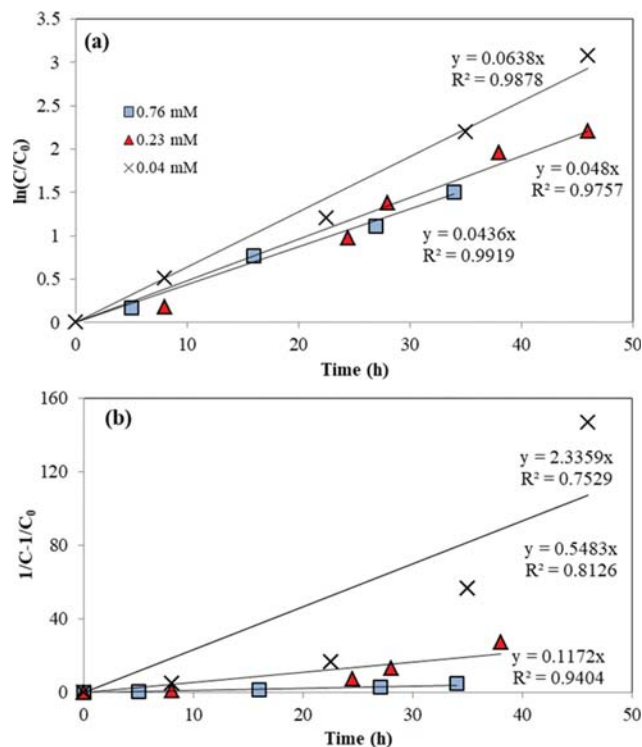 (a)
3.5
3
2.5
2
1.5
1
0.5
0
ln(C/C₀)
0.76 mM
0.23 mM
0.04 mM
y = 0.0638x
R² = 0.9878
y = 0.048x
R² = 0.9757
y = 0.0436x
R² = 0.9919
0 10 20 30 40 50
Time (h)
(b)
160
120
80
40
0
1/C-1/C₀
y = 2.3359x
R² = 0.7529
y = 0.5483x
R² = 0.8126
y = 0.1172x
R² = 0.9404
0 10 20 30 40 50
Time (h)